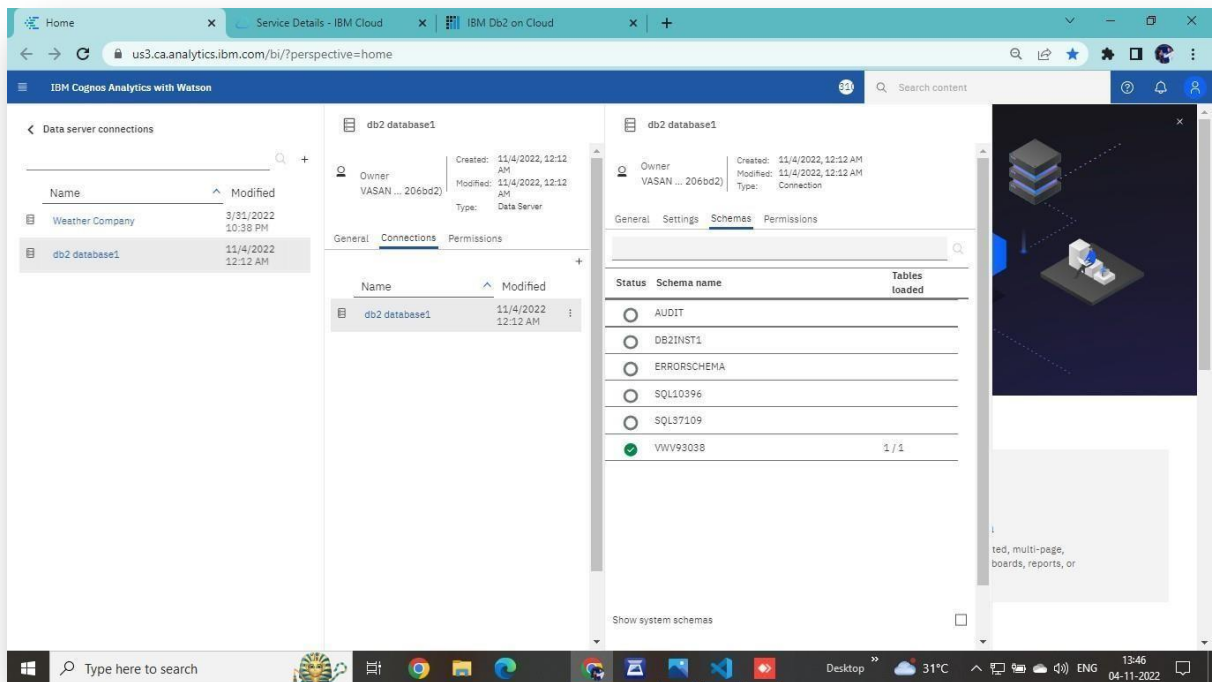 Home
Service Details - IBM Cloud
IBM Db2 on Cloud
us3.ca.analytics.ibm.com/bi/?perspective=home
IBM Cognos Analytics with Watson
Search content
Data server connections
Name Modified
Weather Company 3/31/2022
10:38 PM
db2 database1 11/4/2022
12:12 AM
db2 database1
Owner
VASAN ... 206bd2)
Created: 11/4/2022, 12:12
AM
Modified: 11/4/2022, 12:12
AM
Type: Data Server
General Connections Permissions
Name Modified
db2 database1 11/4/2022
12:12 AM
db2 database1
Owner
VASAN ... 206bd2)
Created: 11/4/2022, 12:12 AM
Modified: 11/4/2022, 12:12 AM
Type: Connection
General Settings Schemas Permissions
Status Schema name Tables
loaded
AUDIT
DB2INST1
ERRORSCHEMA
SQL10396
SQL37109
VWV93038 1 / 1
Show system schemas
ted, multi-page,
boards, reports, or
Type here to search
Desktop
31°C
ENG
13:46
04-11-2022